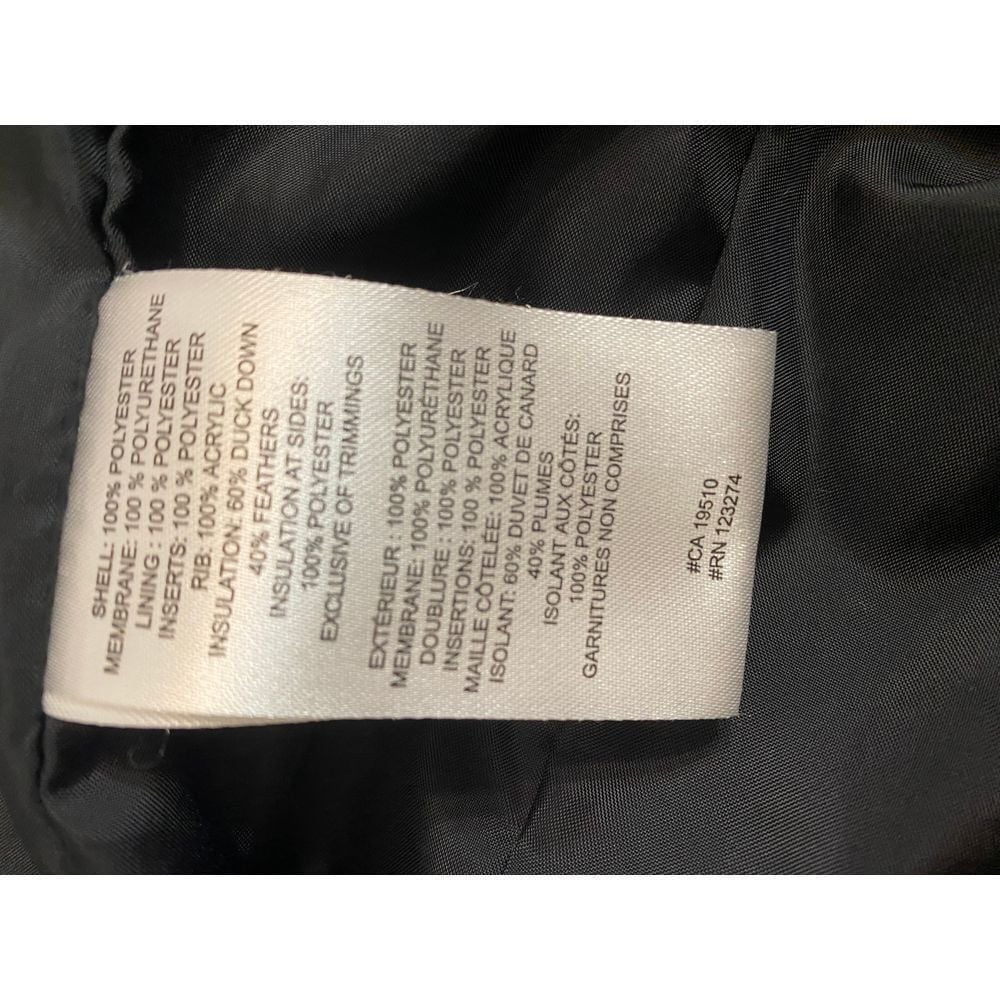 SHELL: 100% POLYESTER
MEMBRANE: 100 % POLYURETHANE
LINING : 100 % POLYESTER
INSERTS: 100 % POLYESTER
RIB: 100% ACRYLIC
INSULATION: 60% DUCK DOWN
40% FEATHERS
INSULATION AT SIDES:
100% POLYESTER
EXCLUSIVE OF TRIMMINGS
EXTÉRIEUR : 100% POLYESTER
MEMBRANE: 100% POLYURÉTHANE
DOUBLURE : 100% POLYESTER
INSERTIONS: 100 % POLYESTER
MAILLE CÔTELÉE: 100% ACRYLIQUE
ISOLANT: 60% DUVET DE CANARD
40% PLUMES
ISOLANT AUX CÔTÉS:
100% POLYESTER
GARNITURES NON COMPRISES
#CA 19510
#RN 123274